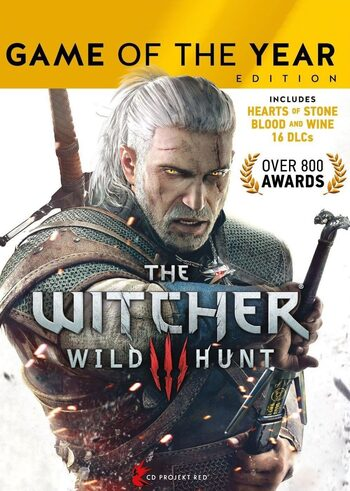 GAME OF THE YEAR
EDITION
INCLUDES
HEARTS OF STONE
BLOOD AND WINE
16 DLCs
OVER 800
AWARDS
THE
WITCHER
WILD III HUNT
CD PROJEKT RED